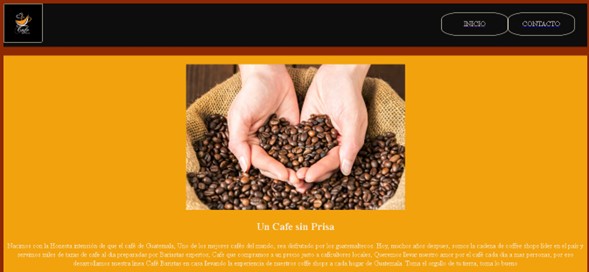 Cafe
INICIO
CONTACTO
Un Cafe sin Prisa
Nacimos con la Honesta intención de que el café de Guatemala, Uno de los mejores cafés del mundo, sea disfrutado por los guatemaltecos. Hoy, muchos años despues, somos la cadena de coffee shops líder en el país y
servimos miles de tazas de café al día preparadas por Baristas expertos. Café que compramos a un precio justo a caficultores locales, Queremos llevar nuestro amor por el café cada día a mas personas, por eso
desarrollamos nuestra línea Café Baristas en casa llevando la experiencia de nuestros coffe shops a cada hogar de Guatemala. Toma el orgullo de tu tierra, toma lo bueno